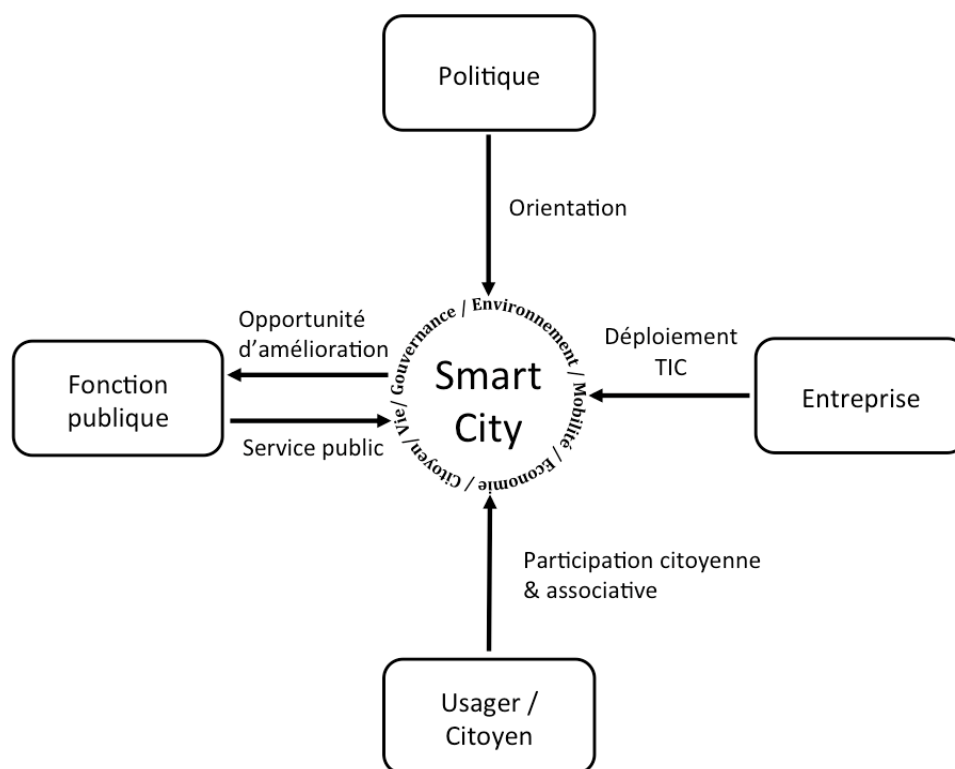 Politique
Orientation
Opportunité
d’amélioration
Fonction
publique
Service public
Vie / Gouvernance / Environnement / Mobilité / Economie / Citoyen /
Smart
City
Déploiement
TIC
Entreprise
Participation citoyenne
& associative
Usager /
Citoyen